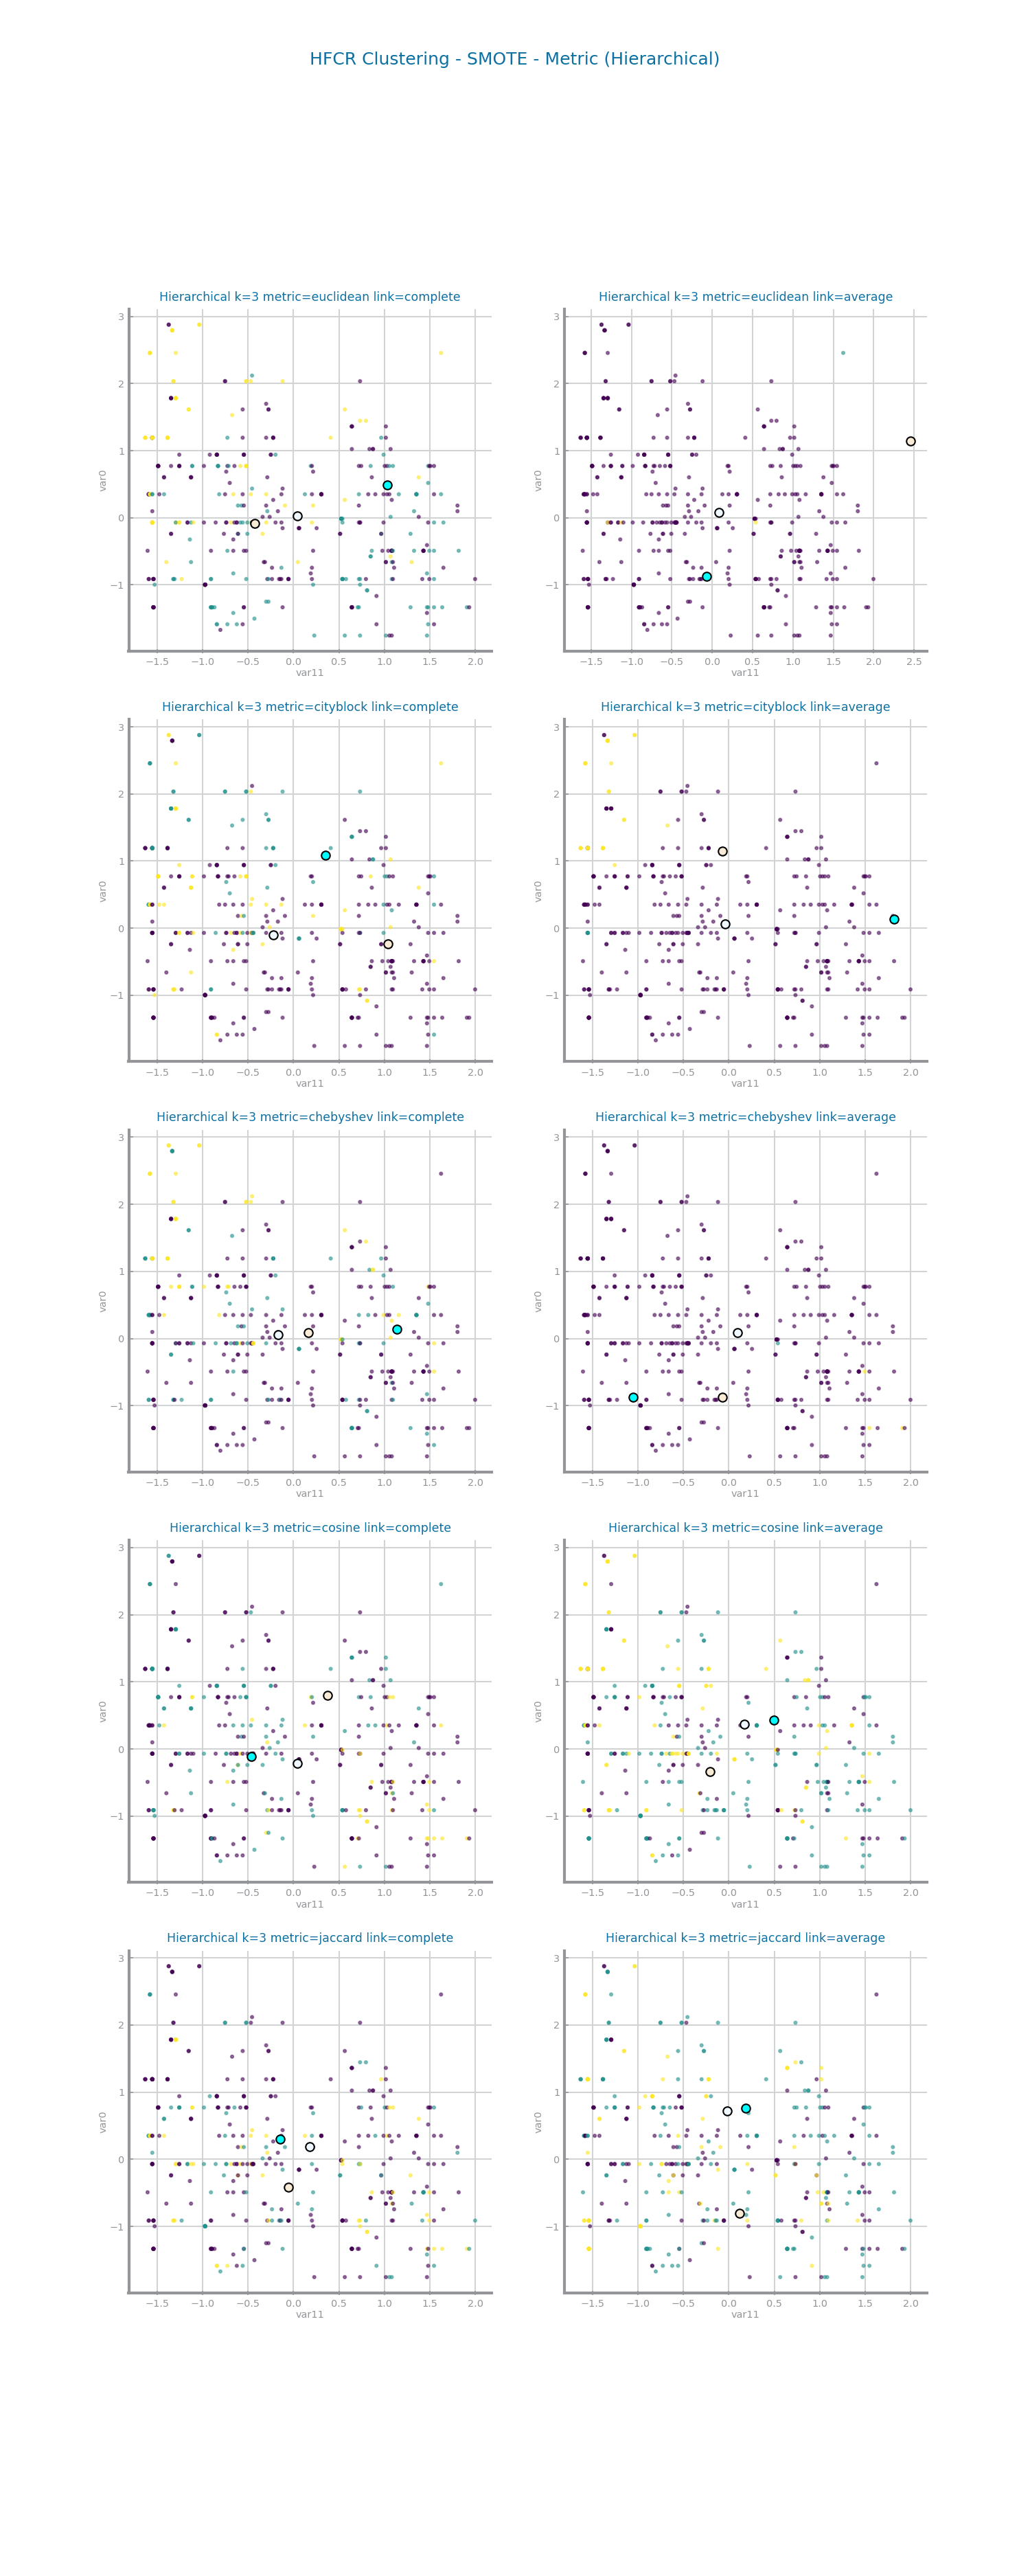 HFCR Clustering - SMOTE - Metric (Hierarchical)
Hierarchical k=3 metric=euclidean link=complete
3
2
1
0
−1
var0
−1.5 −1.0 −0.5 0.0 0.5 1.0 1.5 2.0
var11
Hierarchical k=3 metric=euclidean link=average
3
2
1
0
−1
var0
−1.5 −1.0 −0.5 0.0 0.5 1.0 1.5 2.0 2.5
var11
Hierarchical k=3 metric=cityblock link=complete
3
2
1
0
−1
var0
−1.5 −1.0 −0.5 0.0 0.5 1.0 1.5 2.0
var11
Hierarchical k=3 metric=cityblock link=average
3
2
1
0
−1
var0
−1.5 −1.0 −0.5 0.0 0.5 1.0 1.5 2.0
var11
Hierarchical k=3 metric=chebyshev link=complete
3
2
1
0
−1
var0
−1.5 −1.0 −0.5 0.0 0.5 1.0 1.5 2.0
var11
Hierarchical k=3 metric=chebyshev link=average
3
2
1
0
−1
var0
−1.5 −1.0 −0.5 0.0 0.5 1.0 1.5 2.0
var11
Hierarchical k=3 metric=cosine link=complete
3
2
1
0
−1
var0
−1.5 −1.0 −0.5 0.0 0.5 1.0 1.5 2.0
var11
Hierarchical k=3 metric=cosine link=average
3
2
1
0
−1
var0
−1.5 −1.0 −0.5 0.0 0.5 1.0 1.5 2.0
var11
Hierarchical k=3 metric=jaccard link=complete
3
2
1
0
−1
var0
−1.5 −1.0 −0.5 0.0 0.5 1.0 1.5 2.0
var11
Hierarchical k=3 metric=jaccard link=average
3
2
1
0
−1
var0
−1.5 −1.0 −0.5 0.0 0.5 1.0 1.5 2.0
var11